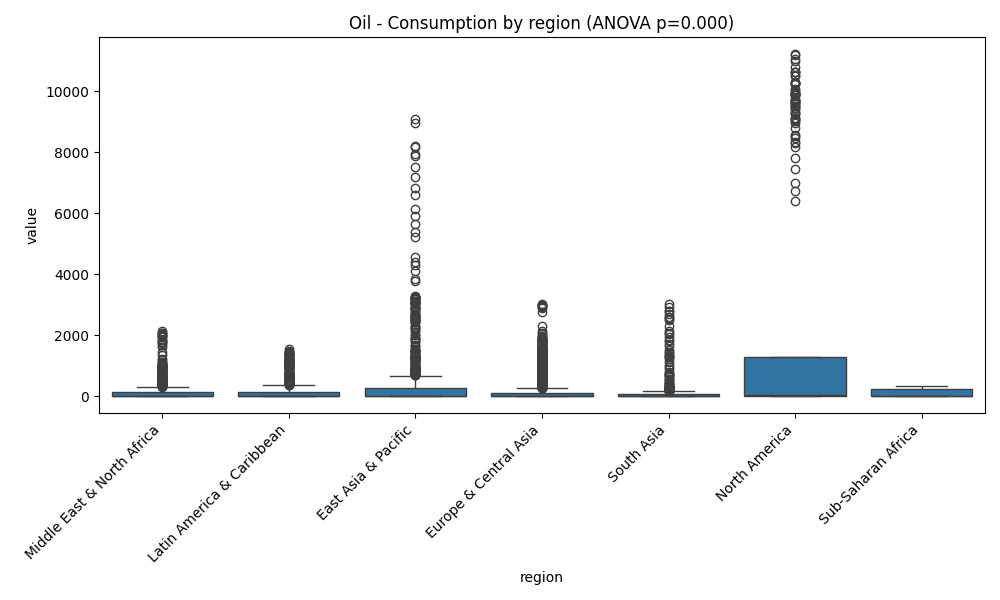 Oil - Consumption by region (ANOVA p=0.000)
value
10000
8000
6000
4000
2000
0
Middle East & North Africa
Latin America & Caribbean
East Asia & Pacific
Europe & Central Asia
South Asia
North America
Sub-Saharan Africa
region